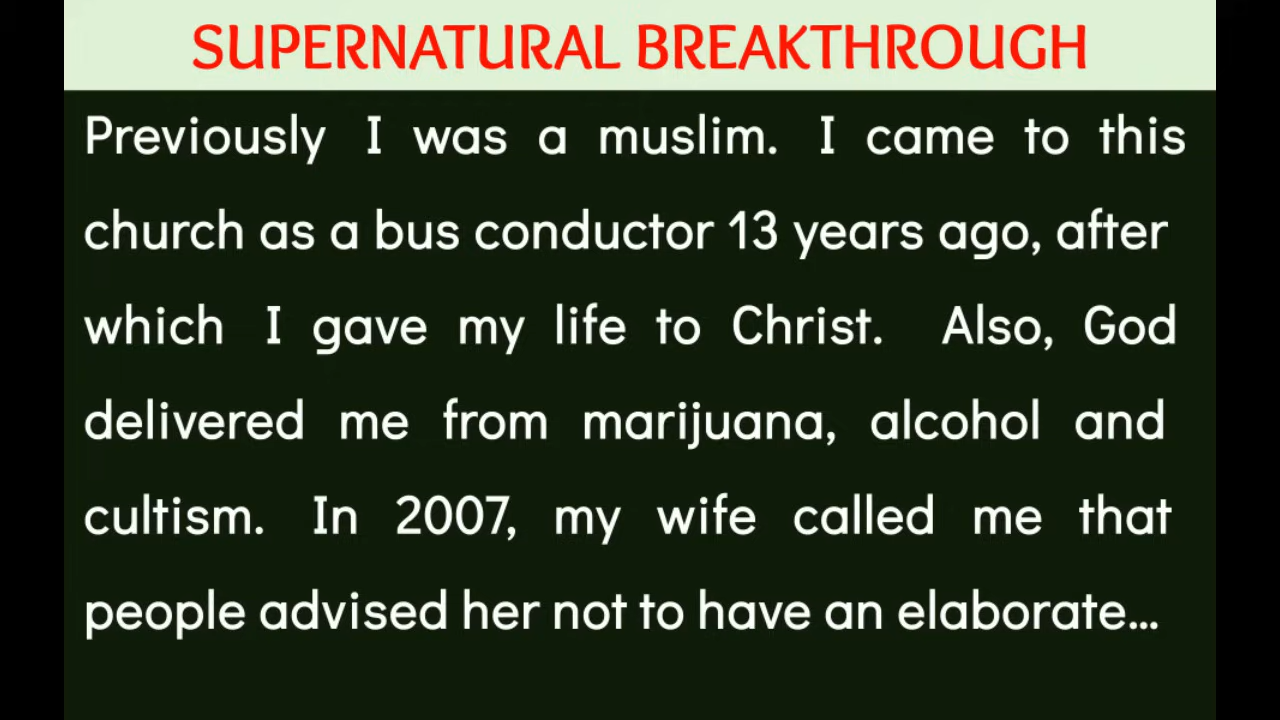 SUPERNATURAL BREAKTHROUGH
Previously I was a muslim. I came to this
church as a bus conductor 13 years ago, after
which I gave my life to Christ. Also, God
delivered me from marijuana, alcohol and
cultism. In 2007, my wife called me that
people advised her not to have an elaborate...